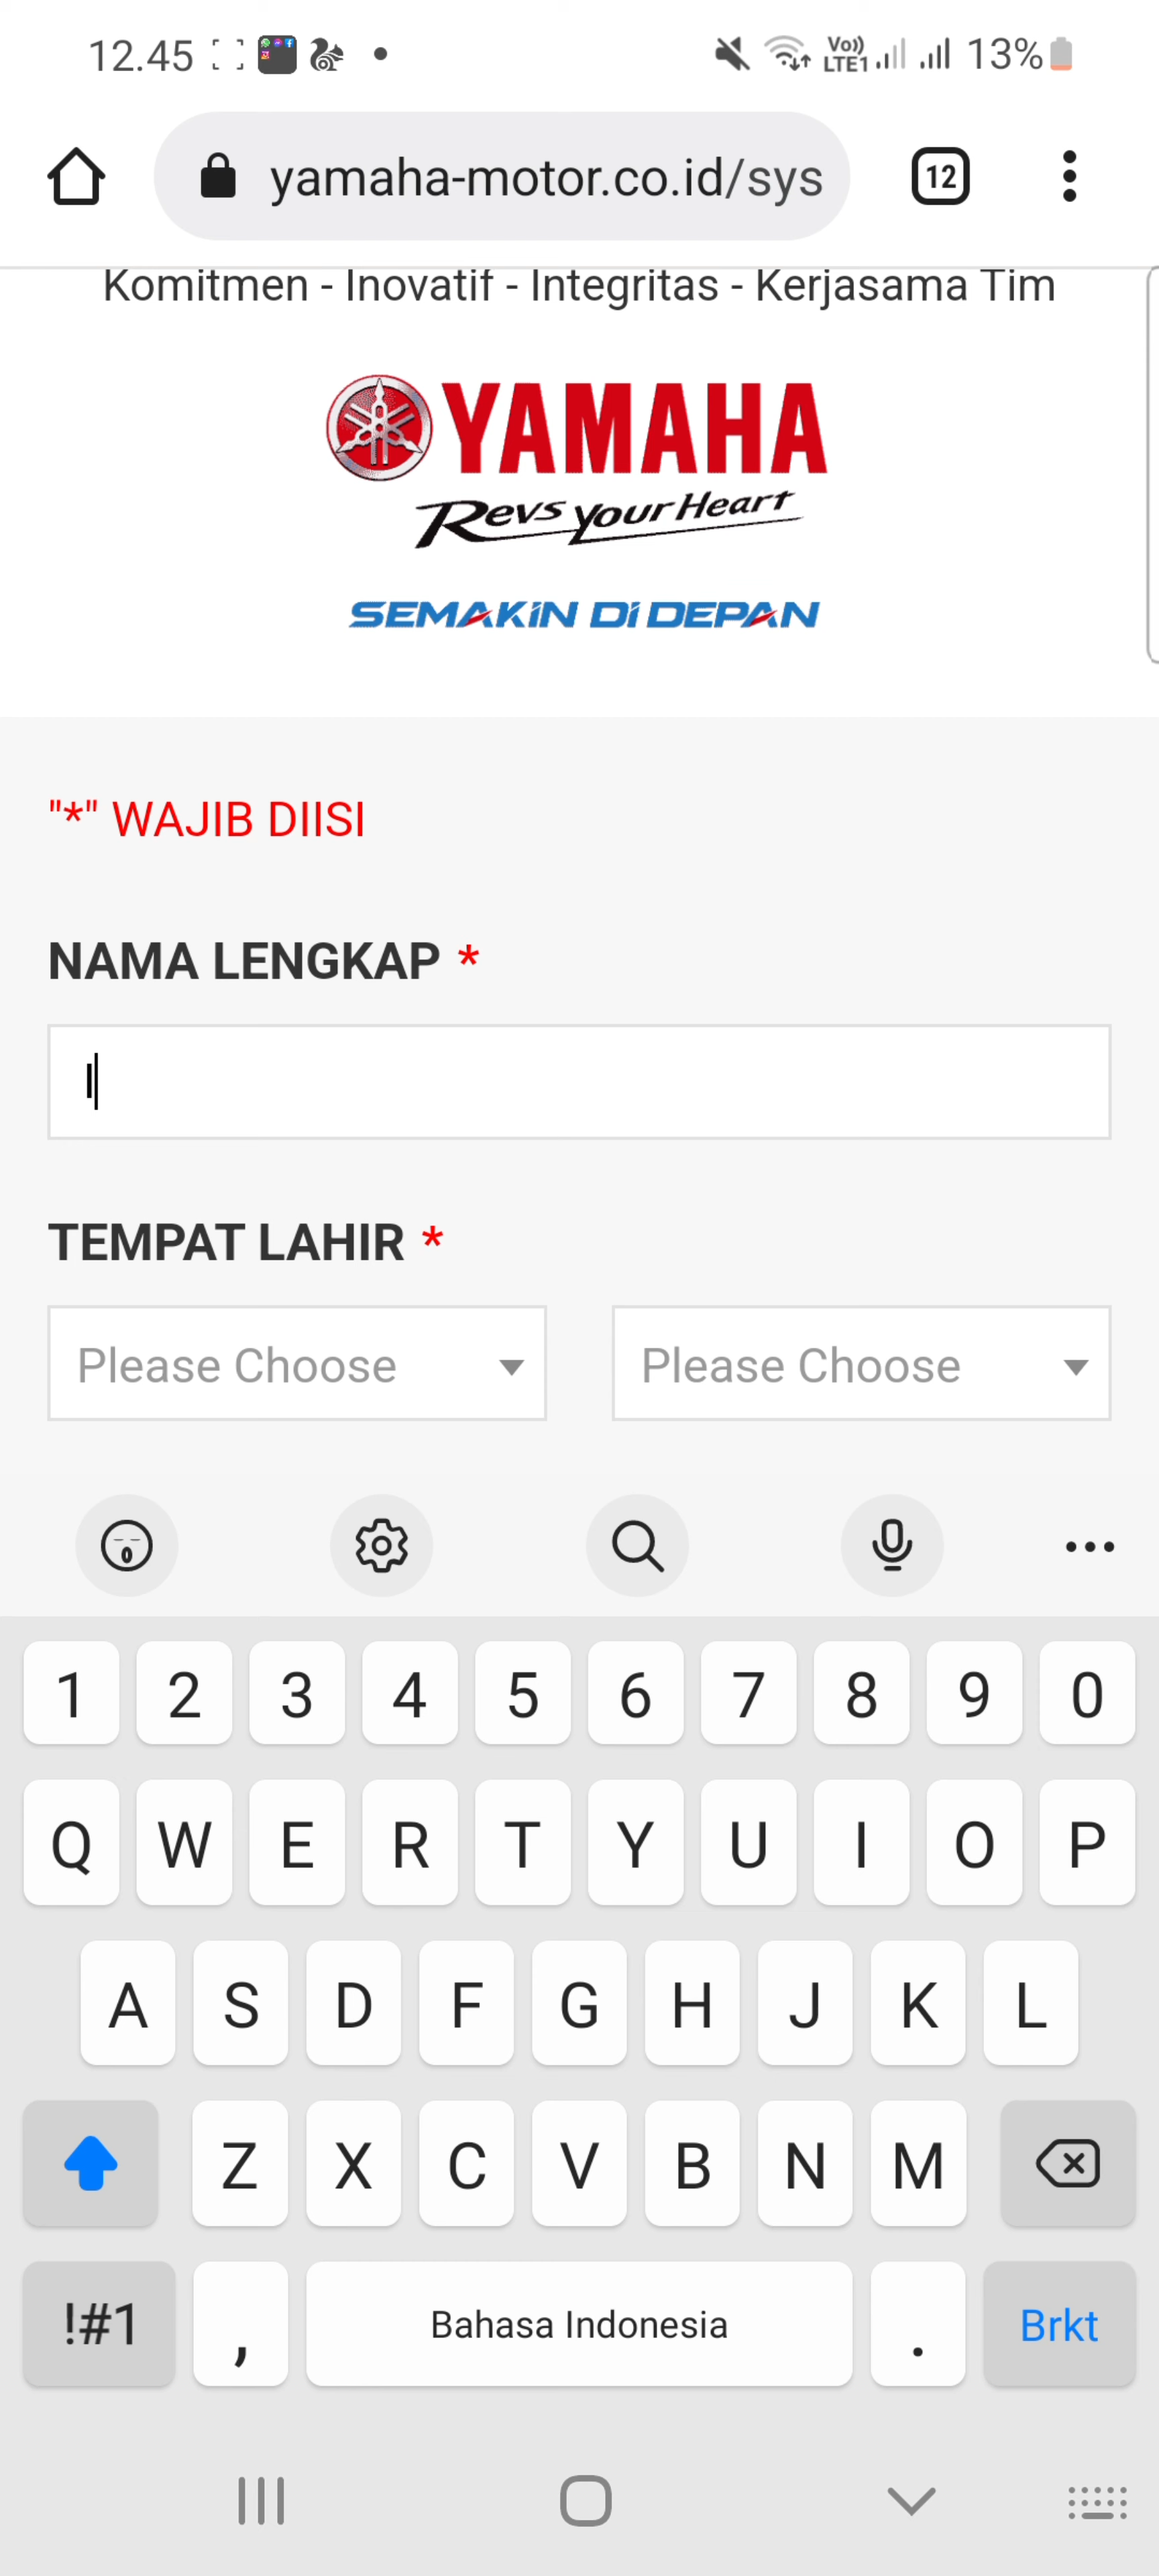 12.45 Vo)) LTE1 13%
yamaha-motor.co.id/sys 12
Komitmen - Inovatif - Integritas - Kerjasama Tim
YAMAHA
Revs your Heart
SEMAKIN DI DEPAN
"*" WAJIB DIISI
NAMA LENGKAP *
I
TEMPAT LAHIR *
Please Choose Please Choose
1 2 3 4 5 6 7 8 9 0
Q W E R T Y U I O P
A S D F G H J K L
Z X C V B N M
!#1 , Bahasa Indonesia . Brkt